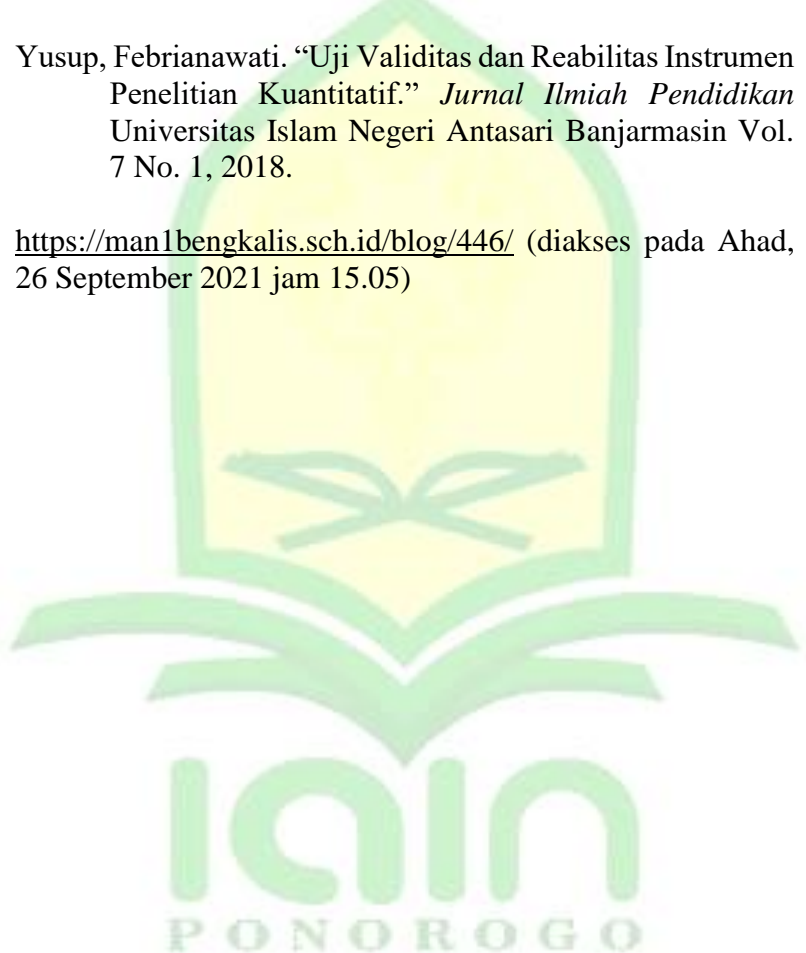 Yusup, Febrianawati. “Uji Validitas dan Reabilitas Instrumen
Penelitian Kuantitatif.” Jurnal Ilmiah Pendidikan
Universitas Islam Negeri Antasari Banjarmasin Vol.
7 No. 1, 2018.
https://man1bengkalis.sch.id/blog/446/ (diakses pada Ahad,
26 September 2021 jam 15.05)
IAIN
PONOROGO